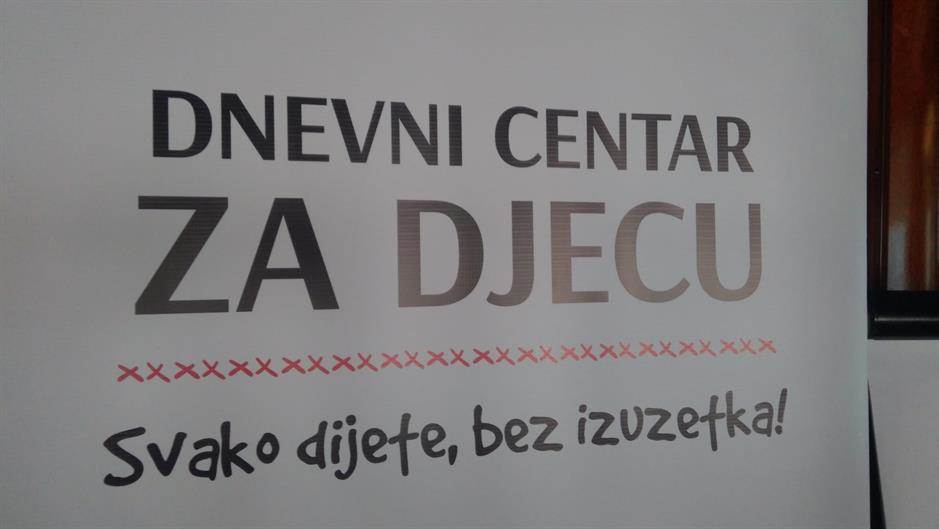 DNEVNI CENTAR
ZA DJECU
Svako dijete, bez izuzetka!